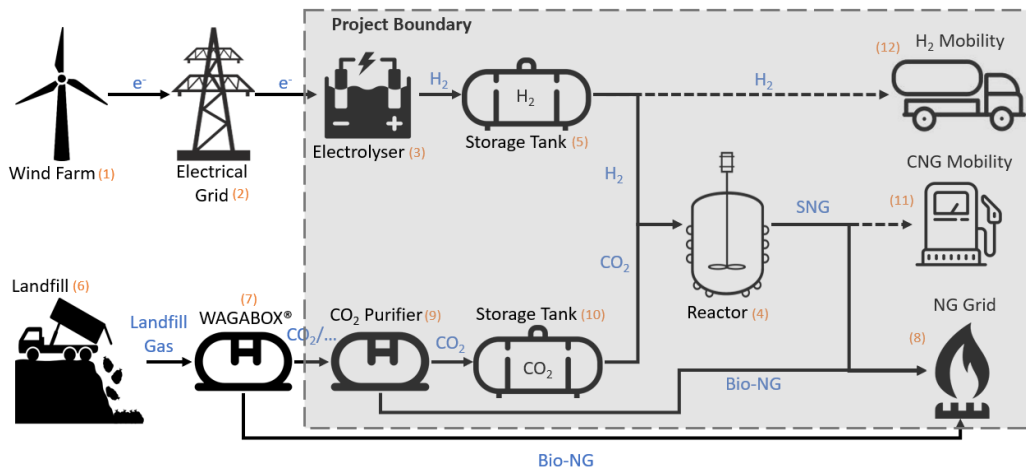 Project Boundary
(12) H₂ Mobility
e⁻
e⁻
H₂
H₂
H₂
Wind Farm (1)
Electrical
Grid (2)
Electrolyser (3)
Storage Tank (5)
CNG Mobility
(11)
H₂
SNG
CO₂
Landfill (6)
Landfill
Gas
(7)
WAGABOX®
CO₂/...
CO₂ Purifier (9)
CO₂
Storage Tank (10)
CO₂
Reactor (4)
NG Grid
(8)
Bio-NG
Bio-NG